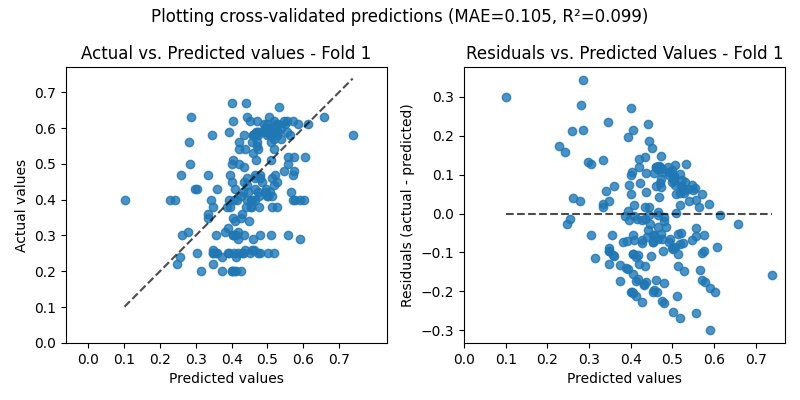 Plotting cross-validated predictions (MAE=0.105, R²=0.099)
Actual vs. Predicted values - Fold 1
Actual values
0.7
0.6
0.5
0.4
0.3
0.2
0.1
0.0
0.0 0.1 0.2 0.3 0.4 0.5 0.6 0.7
Predicted values
Residuals vs. Predicted Values - Fold 1
Residuals (actual - predicted)
0.3
0.2
0.1
0.0
−0.1
−0.2
−0.3
0.0 0.1 0.2 0.3 0.4 0.5 0.6 0.7
Predicted values